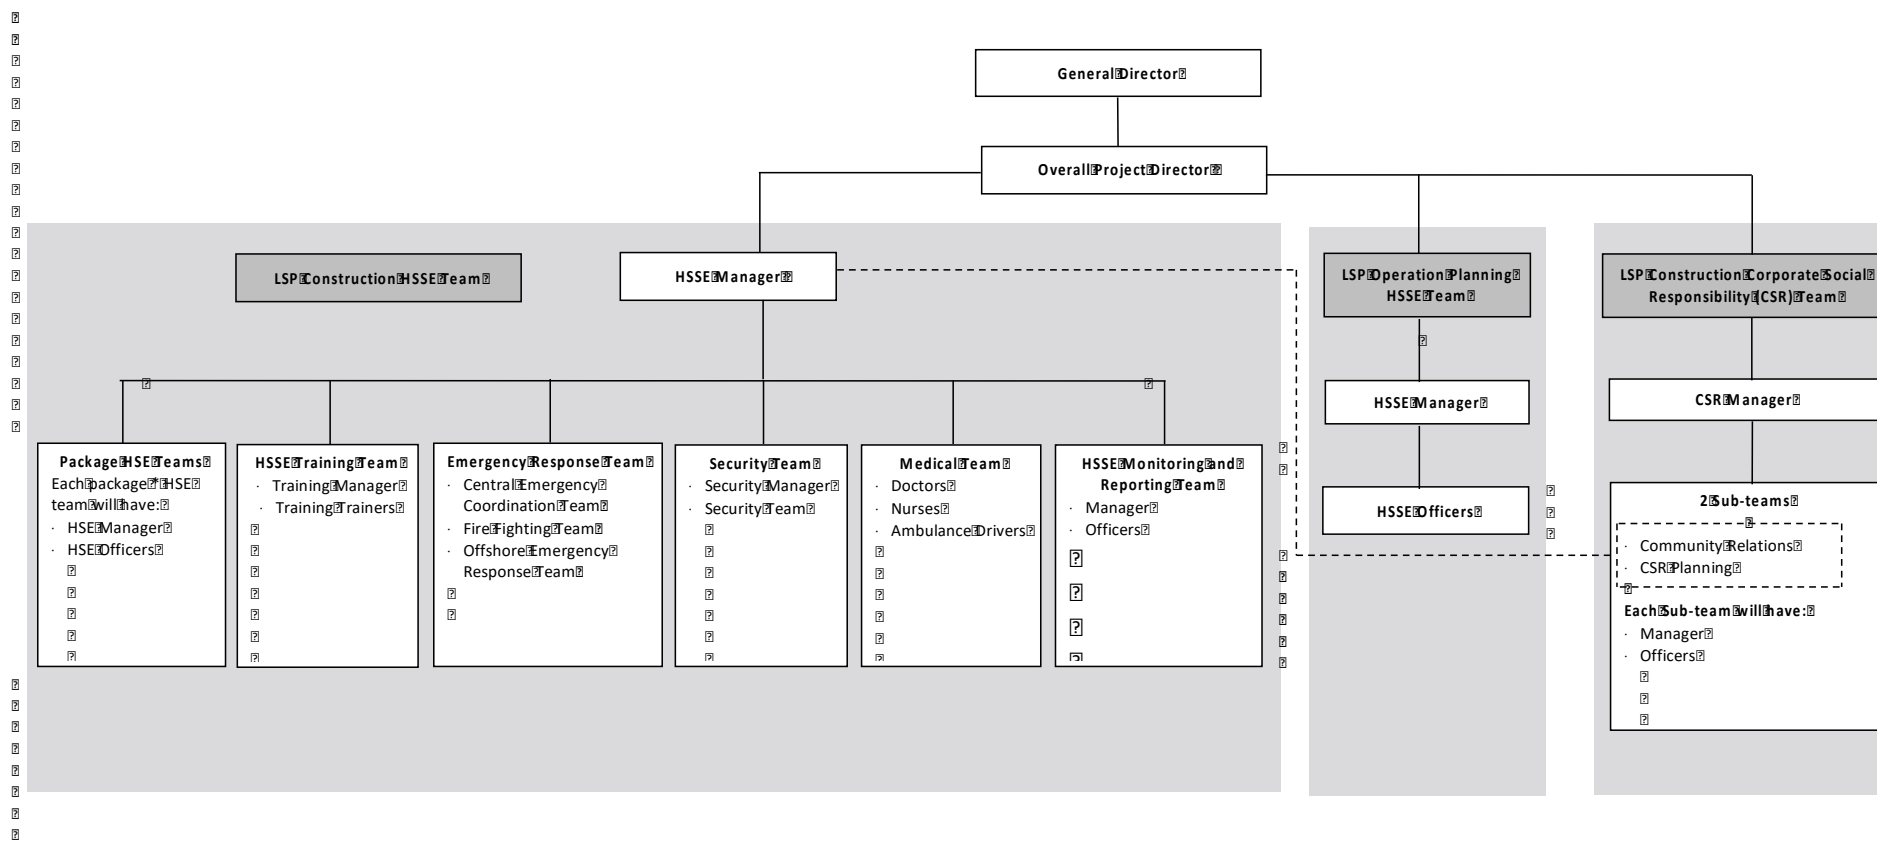 General Director
Overall Project Director
LSP Construction HSSE Team
HSSE Manager
LSP Operation Planning
HSSE Team
LSP Construction Corporate Social
Responsibility (CSR) Team
HSSE Manager
CSR Manager
HSSE Officers
Package HSE Teams
Each package * HSE
team will have:
· HSE Manager
· HSE Officers
HSSE Training Team
· Training Manager
· Training Trainers
Emergency Response Team
· Central Emergency
Coordination Team
· Fire Fighting Team
· Offshore Emergency
Response Team
Security Team
· Security Manager
· Security Team
Medical Team
· Doctors
· Nurses
· Ambulance Drivers
HSSE Monitoring and
Reporting Team
· Manager
· Officers
2 Sub-teams
· Community Relations
· CSR Planning
Each Sub-team will have:
· Manager
· Officers